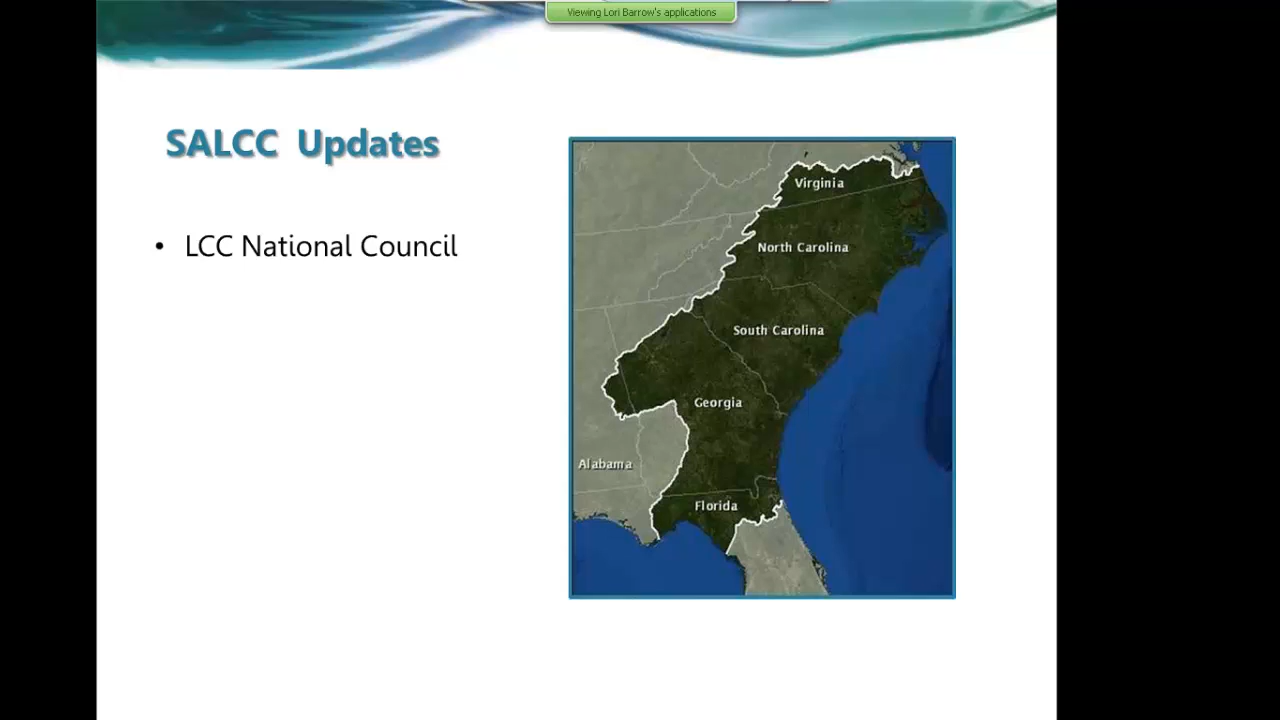 Viewing Lori Barrow's applications
SALCC Updates
• LCC National Council
Virginia
North Carolina
South Carolina
Georgia
Alabama
Florida